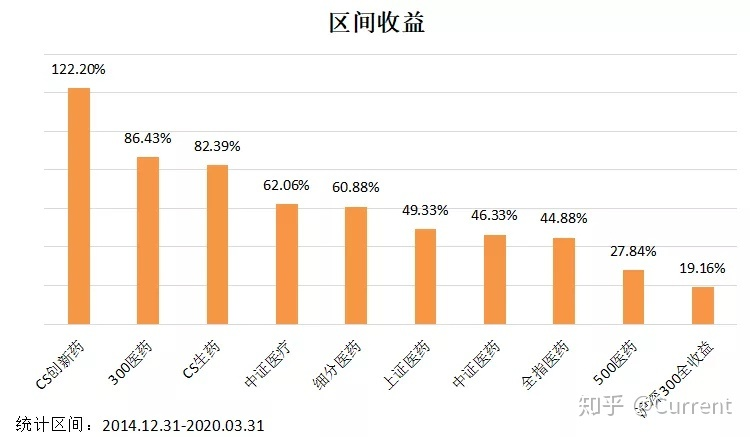 区间收益
122.20%
86.43%
82.39%
62.06%
60.88%
49.33%
46.33%
44.88%
27.84%
19.16%
CS创新药
300医药
CS生药
中证医疗
细分医药
上证医药
中证医药
全指医药
500医药
沪深300全收益
统计区间：2014.12.31-2020.03.31
知乎 @Current